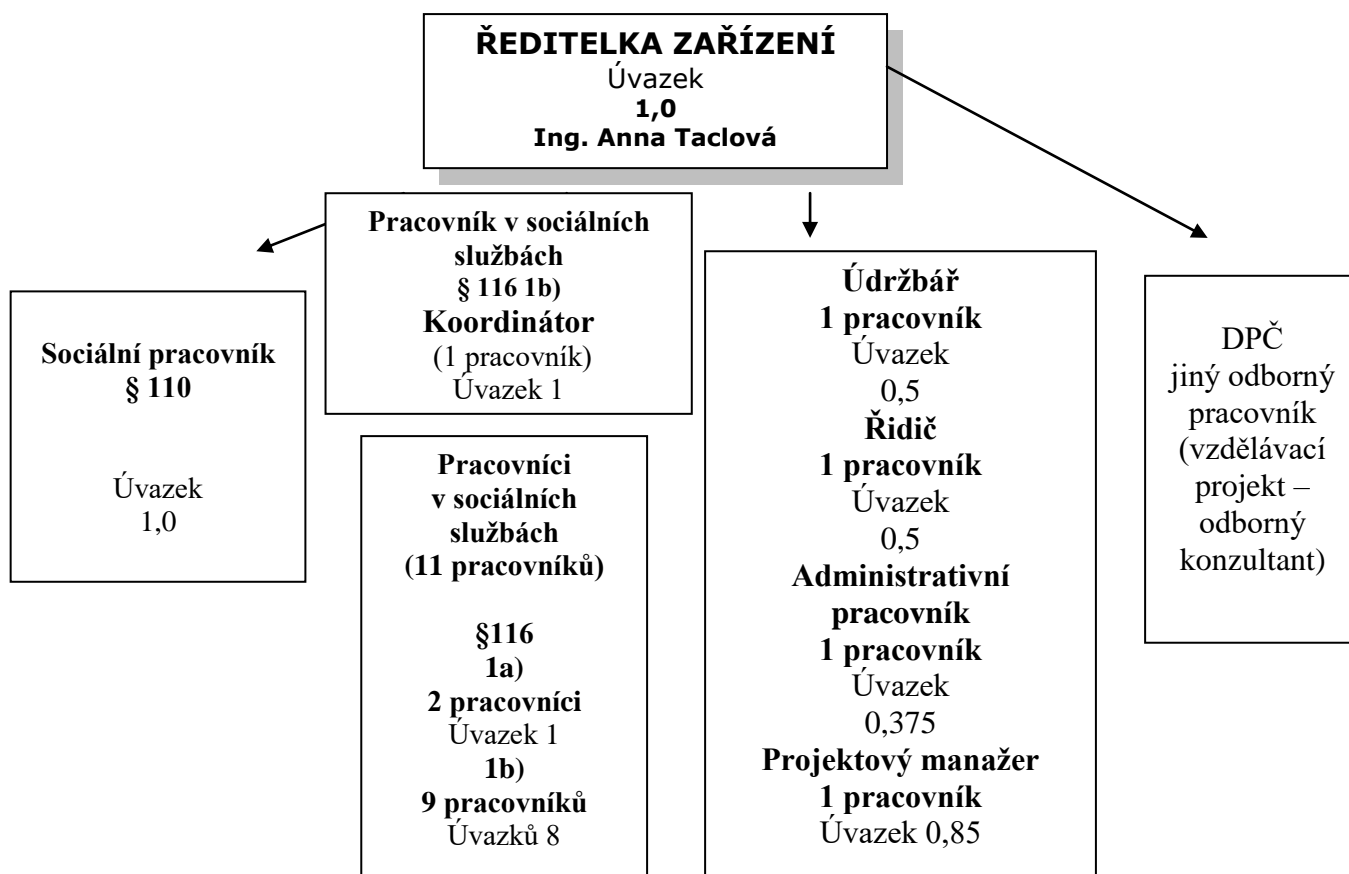 ŘEDITELKA ZAŘÍZENÍ
Úvazek
1,0
Ing. Anna Taclová
Sociální pracovník
§ 110
Úvazek
1,0
Pracovník v sociálních
službách
§ 116 1b)
Koordinátor
(1 pracovník)
Úvazek 1
Pracovníci
v sociálních
službách
(11 pracovníků)
§116
1a)
2 pracovníci
Úvazek 1
1b)
9 pracovníků
Úvazků 8
Údržbář
1 pracovník
Úvazek
0,5
Řidič
1 pracovník
Úvazek
0,5
Administrativní
pracovník
1 pracovník
Úvazek
0,375
Projektový manažer
1 pracovník
Úvazek 0,85
DPČ
jiný odborný
pracovník
(vzdělávací
projekt –
odborný
konzultant)